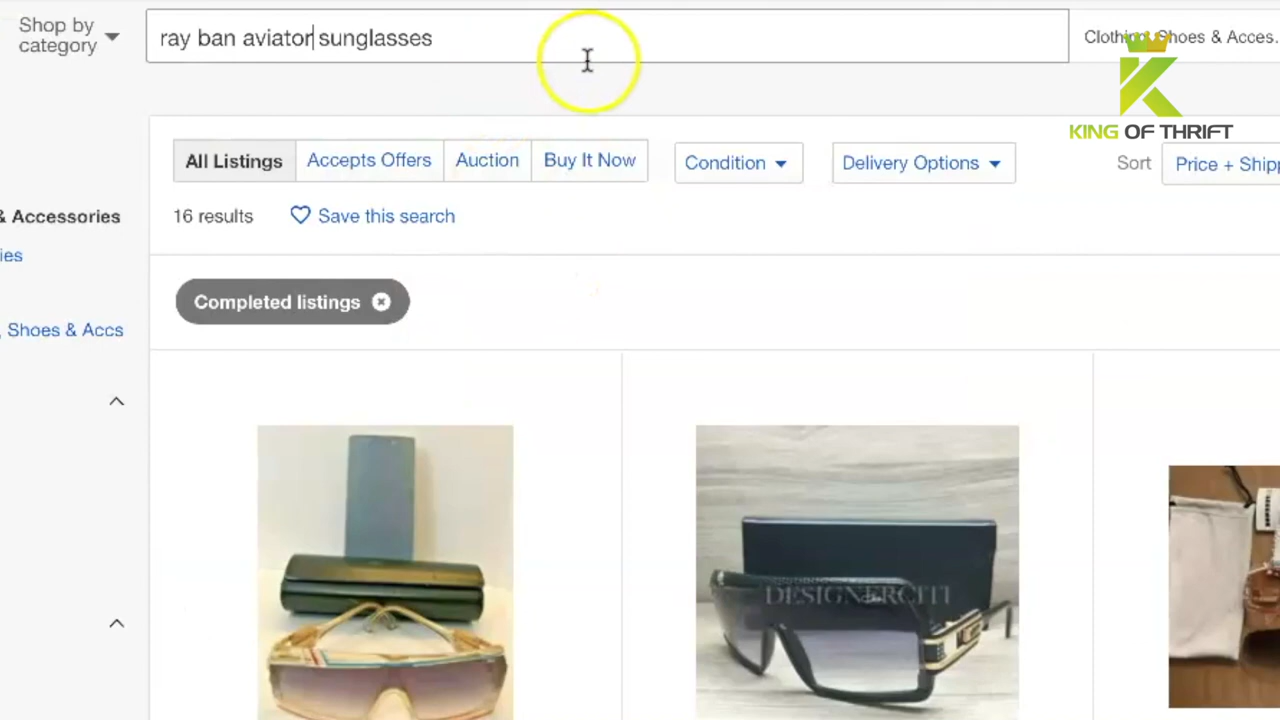 Shop by
category
ray ban aviator sunglasses
Clothing, Shoes & Acces...
KING OF THRIFT
All Listings
Accepts Offers
Auction
Buy It Now
Condition
Delivery Options
Sort
Price + Shipp
& Accessories
16 results
Save this search
ies
Completed listings
, Shoes & Accs
DESIGNERCITI